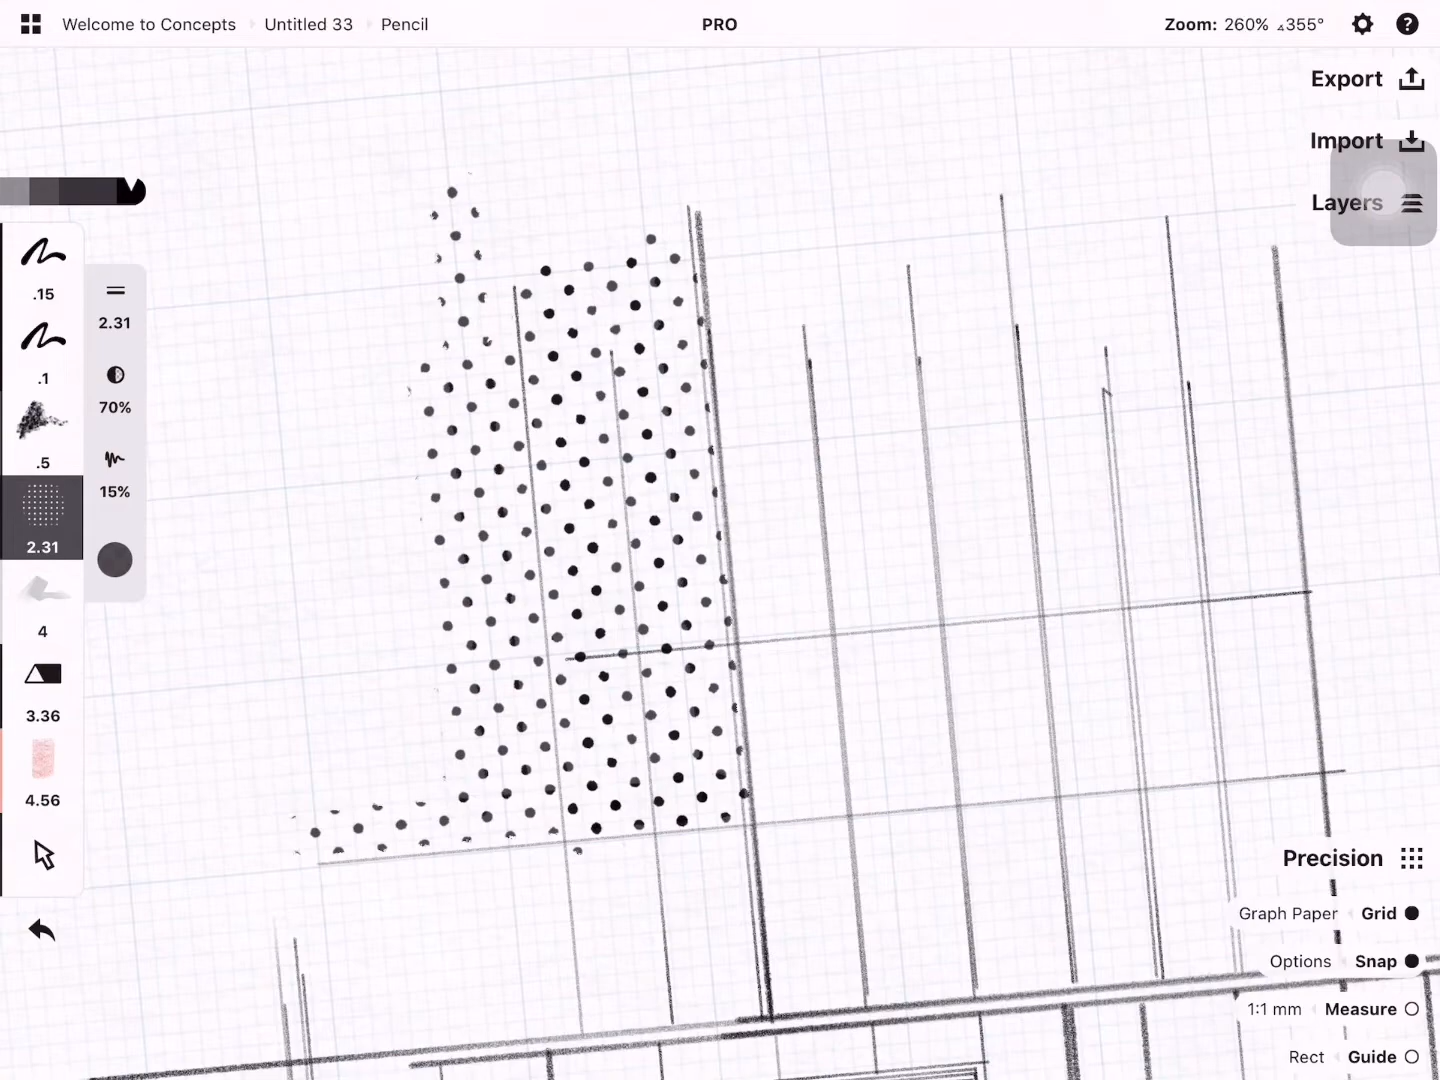 Welcome to Concepts Untitled 33 Pencil PRO Zoom: 260% ⦟355°
Export
Import
Layers
.15
.1
.5
2.31
4
3.36
4.56
2.31
70%
15%
Precision
Graph Paper Grid
Options Snap
1:1 mm Measure
Rect Guide